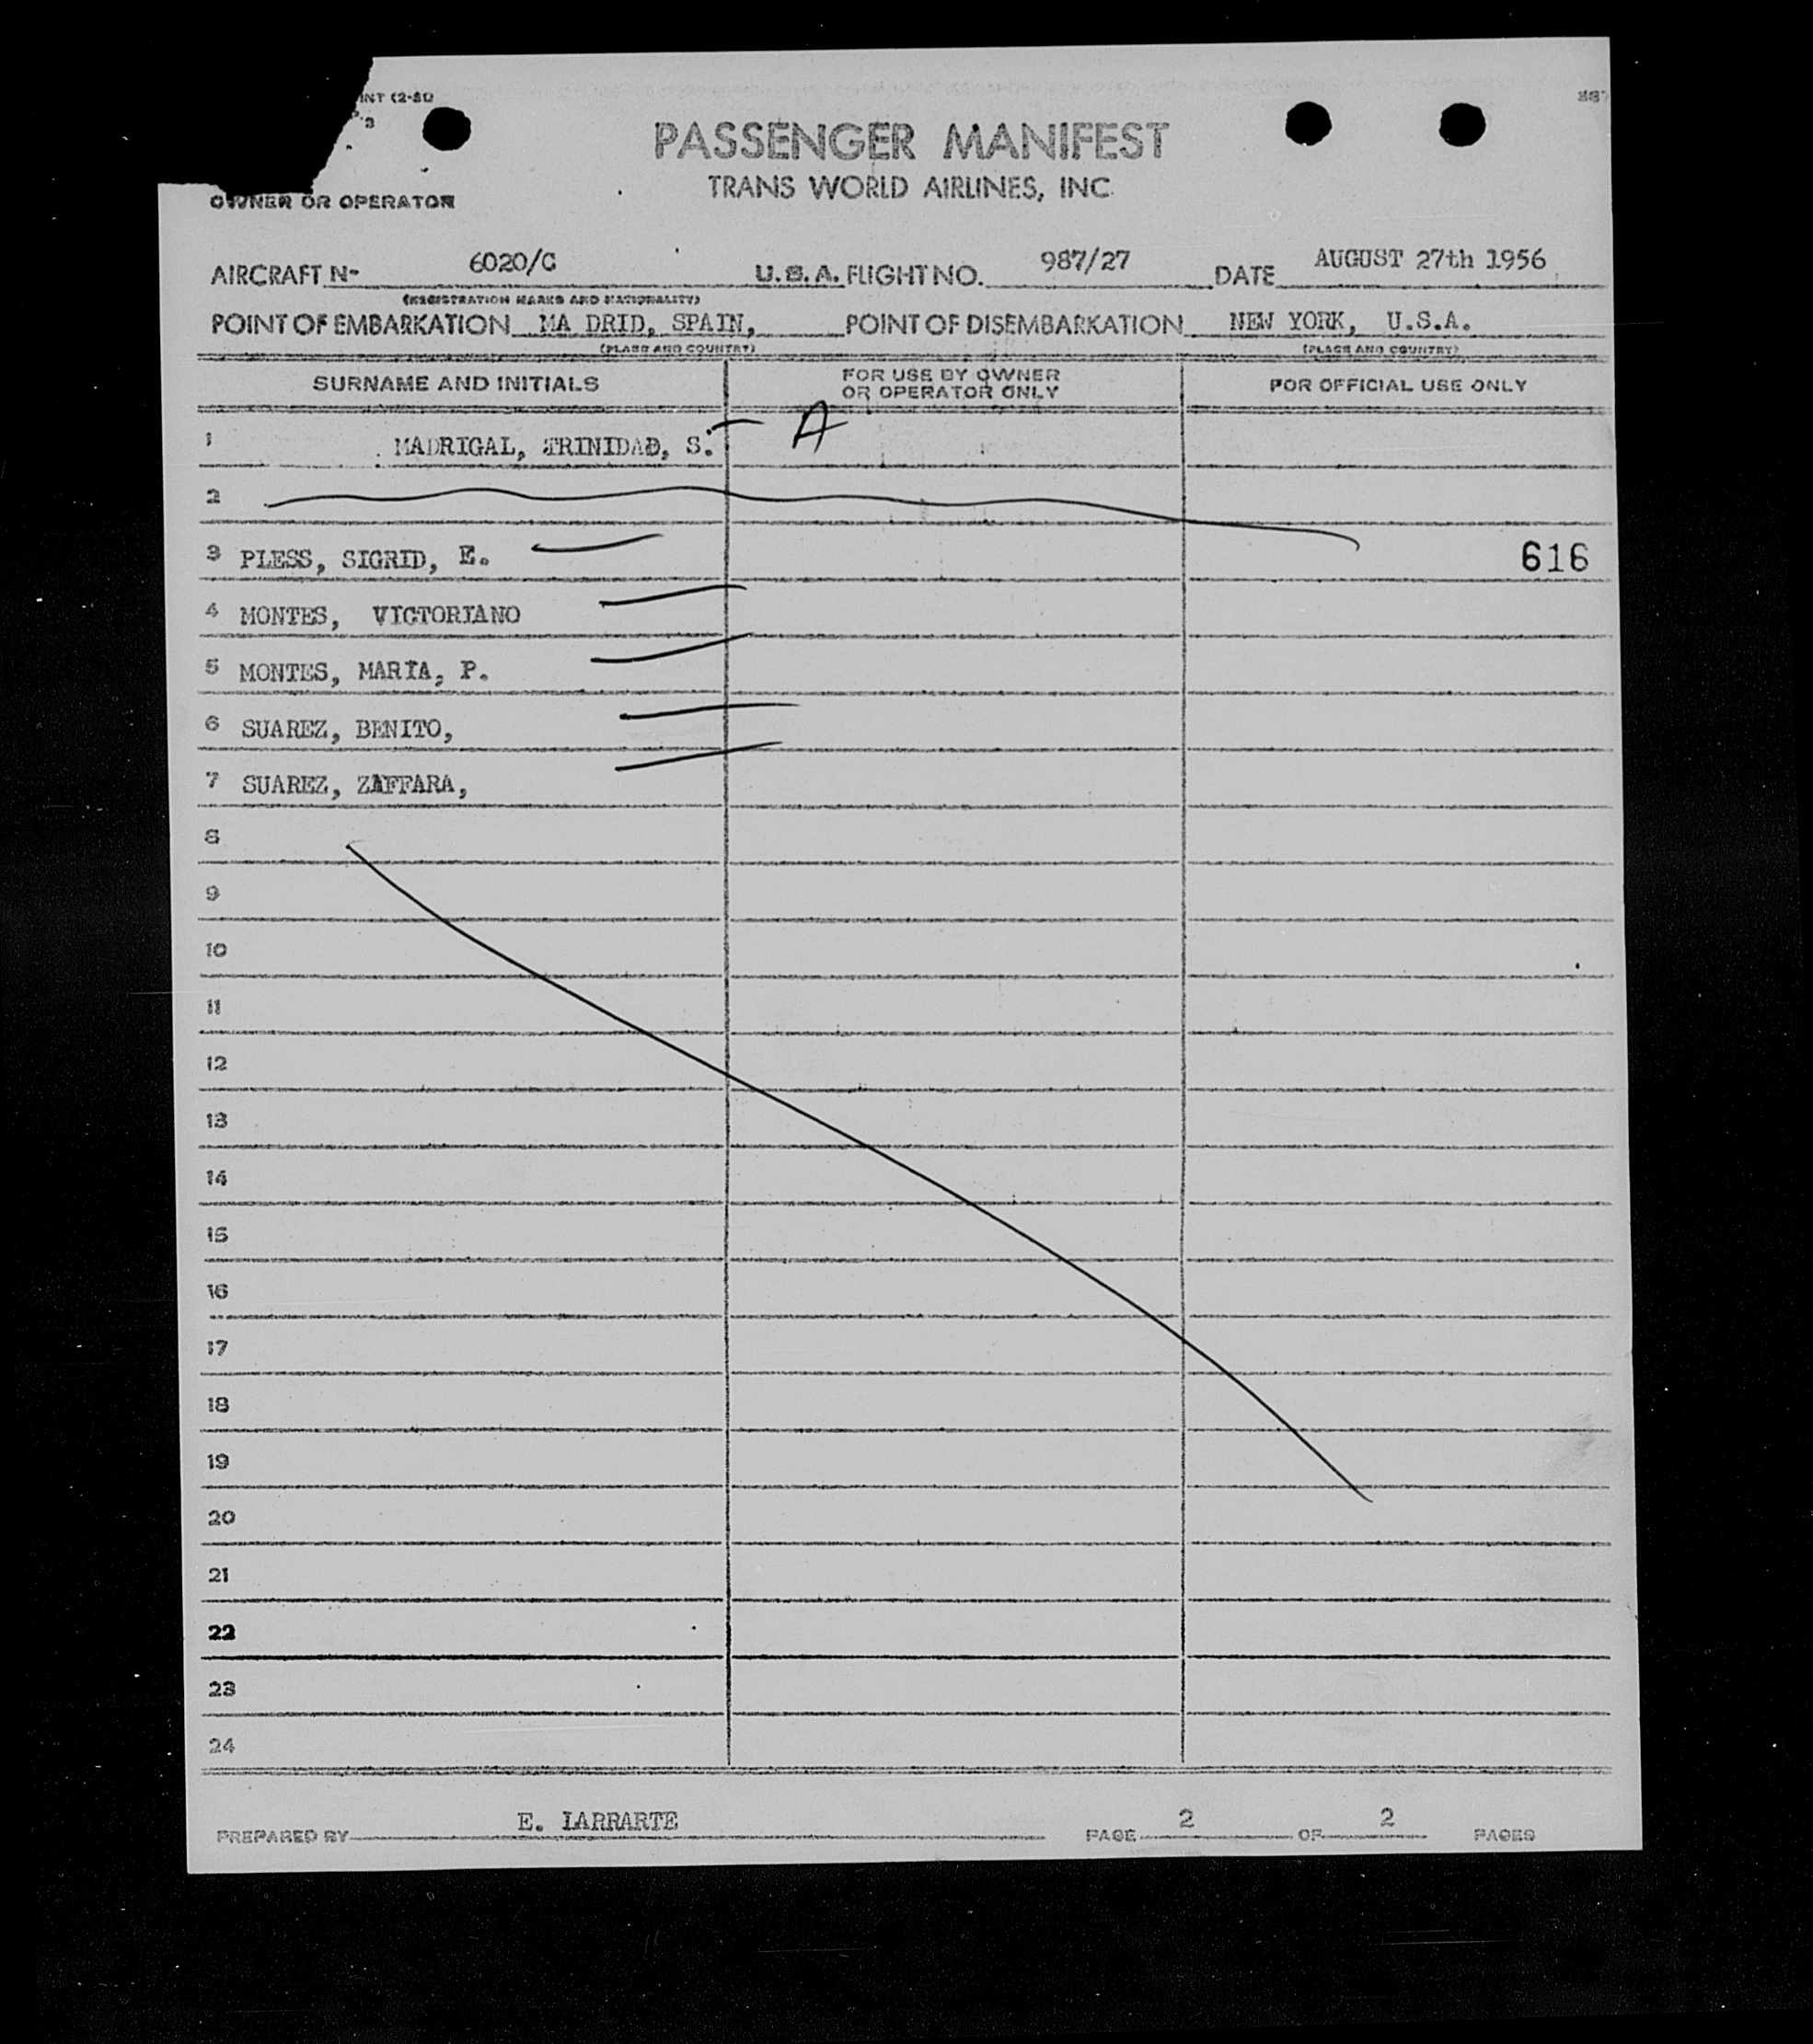 INT (2-51)
P.3
PASSENGER MANIFEST
TRANS WORLD AIRLINES, INC.
OWNER OR OPERATOR
AIRCRAFT N- 6020/C U.S.A. FLIGHT NO. 987/27 DATE AUGUST 27th 1956
(REGISTRATION MARKS AND NATIONALITY)
POINT OF EMBARKATION MA DRID, SPAIN, POINT OF DISEMBARKATION NEW YORK, U.S.A.
(PLACE AND COUNTRY) (PLACE AND COUNTRY)
SURNAME AND INITIALS FOR USE BY OWNER OR OPERATOR ONLY FOR OFFICIAL USE ONLY
1 MADRIGAL, TRINIDAD, S. A
2
3 PLESS, SIGRID, E. 616
4 MONTES, VICTORIANO
5 MONTES, MARIA, P.
6 SUAREZ, BENITO,
7 SUAREZ, ZAFFARA,
8
9
10
11
12
13
14
15
16
17
18
19
20
21
22
23
24
PREPARED BY E. LARRARTE PAGE 2 OF 2 PAGES